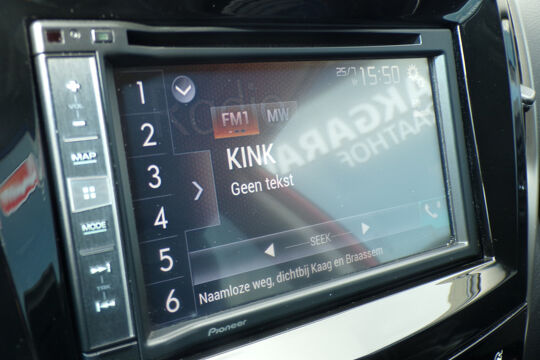 25/7 15:50
1
FM1 MW
2
KINK
3
Geen tekst
4
SEEK
5
Naamloze weg, dichtbij Kaag en Braassem
6
VOL
MAP
MODE
TRK
Pioneer